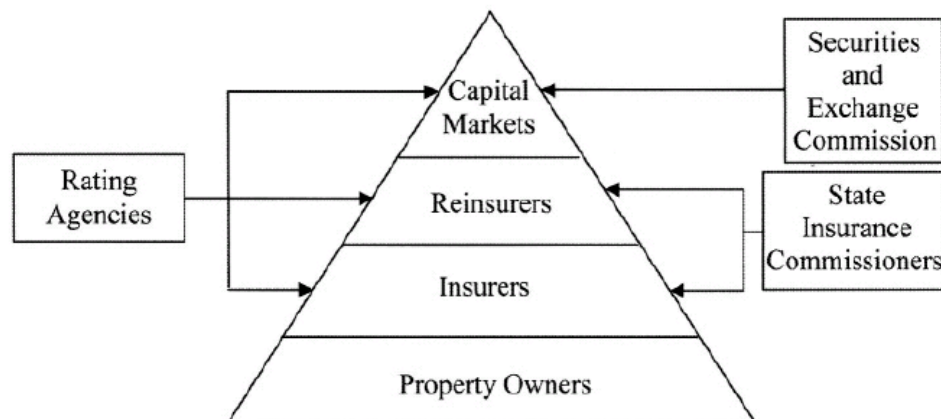 Capital
Markets
Securities
and
Exchange
Commission
Rating
Agencies
Reinsurers
State
Insurance
Commissioners
Insurers
Property Owners